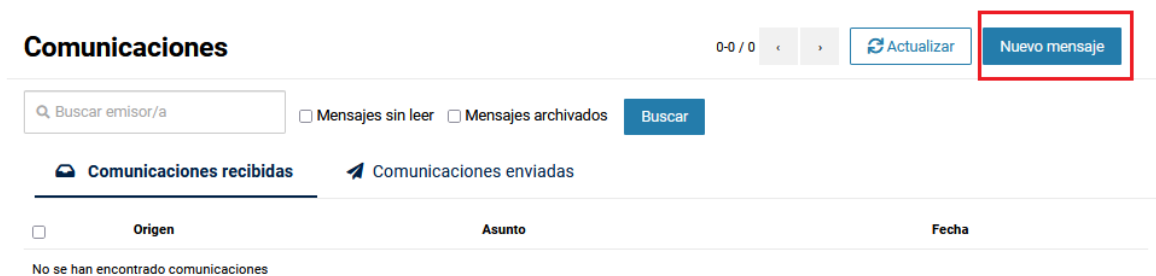 Comunicaciones
0-0 / 0 ‹ › Actualizar Nuevo mensaje
Buscar emisor/a Mensajes sin leer Mensajes archivados Buscar
Comunicaciones recibidas Comunicaciones enviadas
Origen Asunto Fecha
No se han encontrado comunicaciones